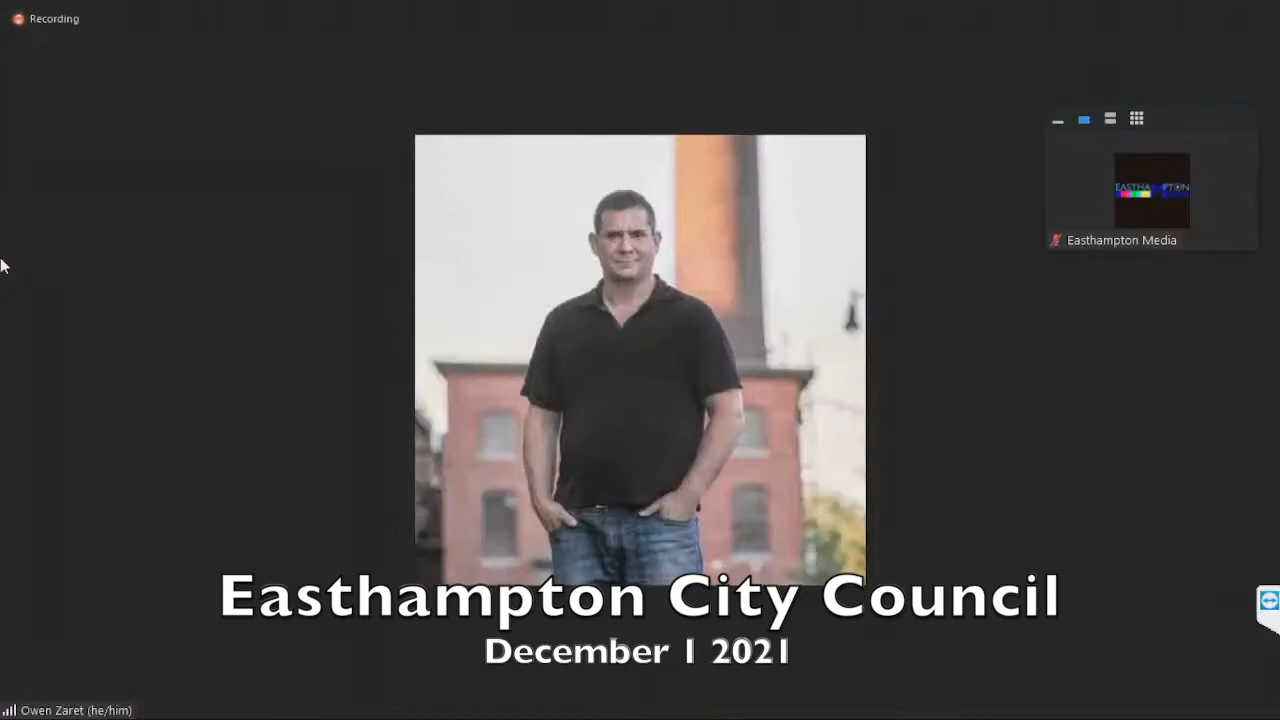 Recording
Easthampton Media
Easthampton City Council
December 1 2021
Owen Zaret (he/him)